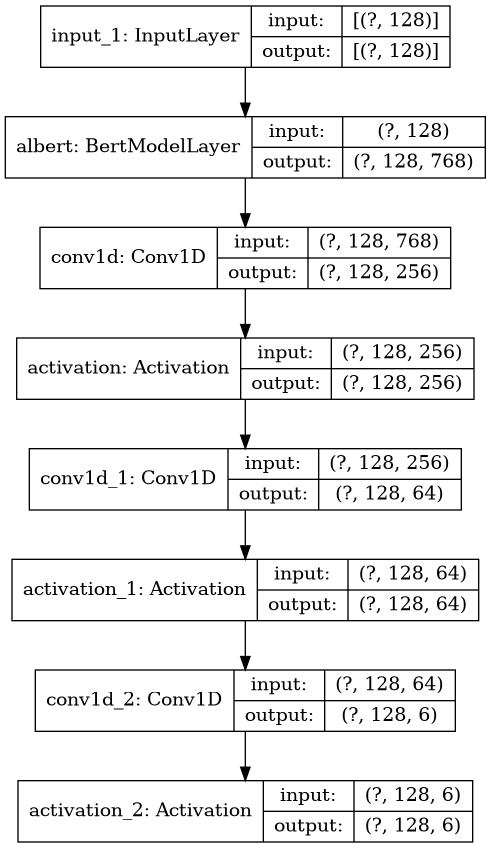 input_1: InputLayer
input: [(?, 128)]
output: [(?, 128)]
albert: BertModelLayer
input: (?, 128)
output: (?, 128, 768)
conv1d: Conv1D
input: (?, 128, 768)
output: (?, 128, 256)
activation: Activation
input: (?, 128, 256)
output: (?, 128, 256)
conv1d_1: Conv1D
input: (?, 128, 256)
output: (?, 128, 64)
activation_1: Activation
input: (?, 128, 64)
output: (?, 128, 64)
conv1d_2: Conv1D
input: (?, 128, 64)
output: (?, 128, 6)
activation_2: Activation
input: (?, 128, 6)
output: (?, 128, 6)